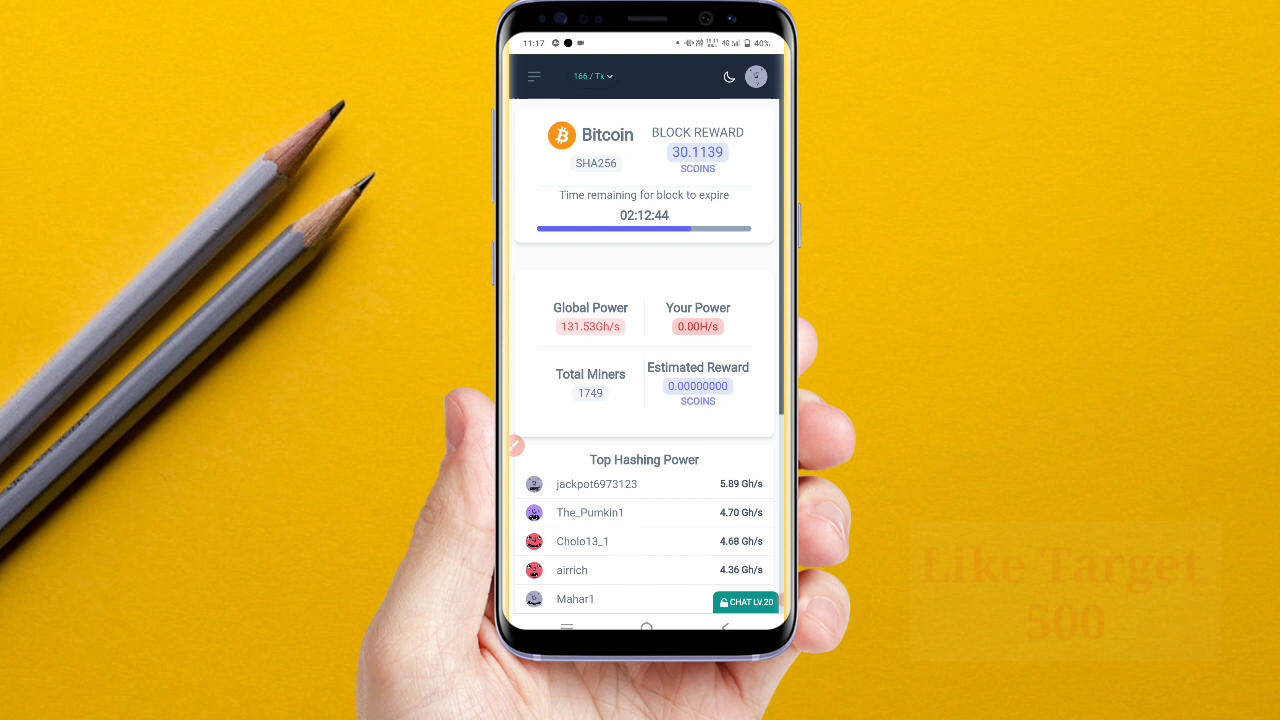 11:17
4G 40%
166 / Tk
Bitcoin
SHA256
BLOCK REWARD
30.1139
SCOINS
Time remaining for block to expire
02:12:44
Global Power
131.53Gh/s
Your Power
0.00H/s
Total Miners
1749
Estimated Reward
0.00000000
SCOINS
Top Hashing Power
jackpot6973123 5.89 Gh/s
The_Pumkin1 4.70 Gh/s
Cholo13_1 4.68 Gh/s
airrich 4.36 Gh/s
Mahar1
CHAT LV.20
Like Target
500